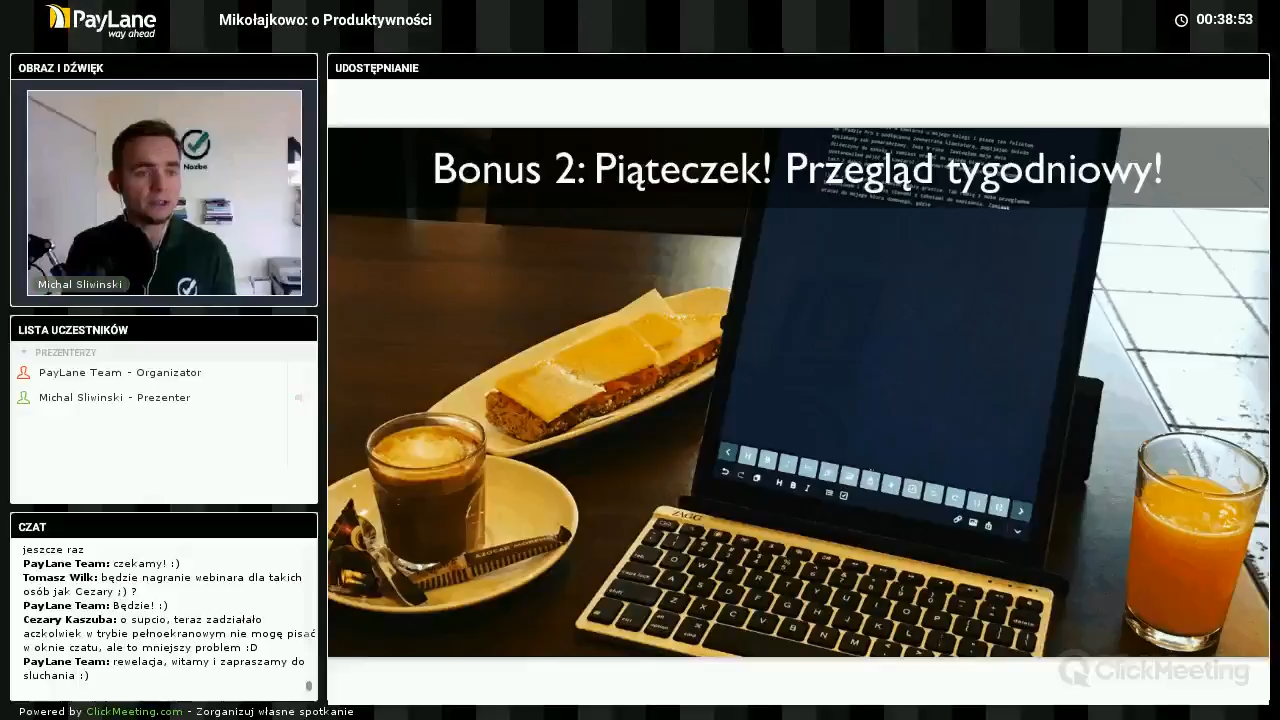 PayLane
way ahead
Mikołajkowo: o Produktywności
00:38:53
OBRAZ I DŹWIĘK
Nozbe
Michal Sliwinski
LISTA UCZESTNIKÓW
PREZENTERZY
PayLane Team - Organizator
Michal Sliwinski - Prezenter
CZAT
jeszcze raz
PayLane Team: czekamy! :)
Tomasz Wilk: będzie nagranie webinara dla takich
osób jak Cezary ;) ?
PayLane Team: Będzie! :)
Cezary Kaszuba: o supcio, teraz zadziałało
aczkolwiek w trybie pełnoekranowym nie mogę pisać
w oknie czatu, ale to mniejszy problem :D
PayLane Team: rewelacja, witamy i zapraszamy do
sluchania :)
UDOSTĘPNIANIE
Bonus 2: Piąteczek! Przegląd tygodniowy!
ZAGG
ClickMeeting
Powered by ClickMeeting.com - Zorganizuj własne spotkanie